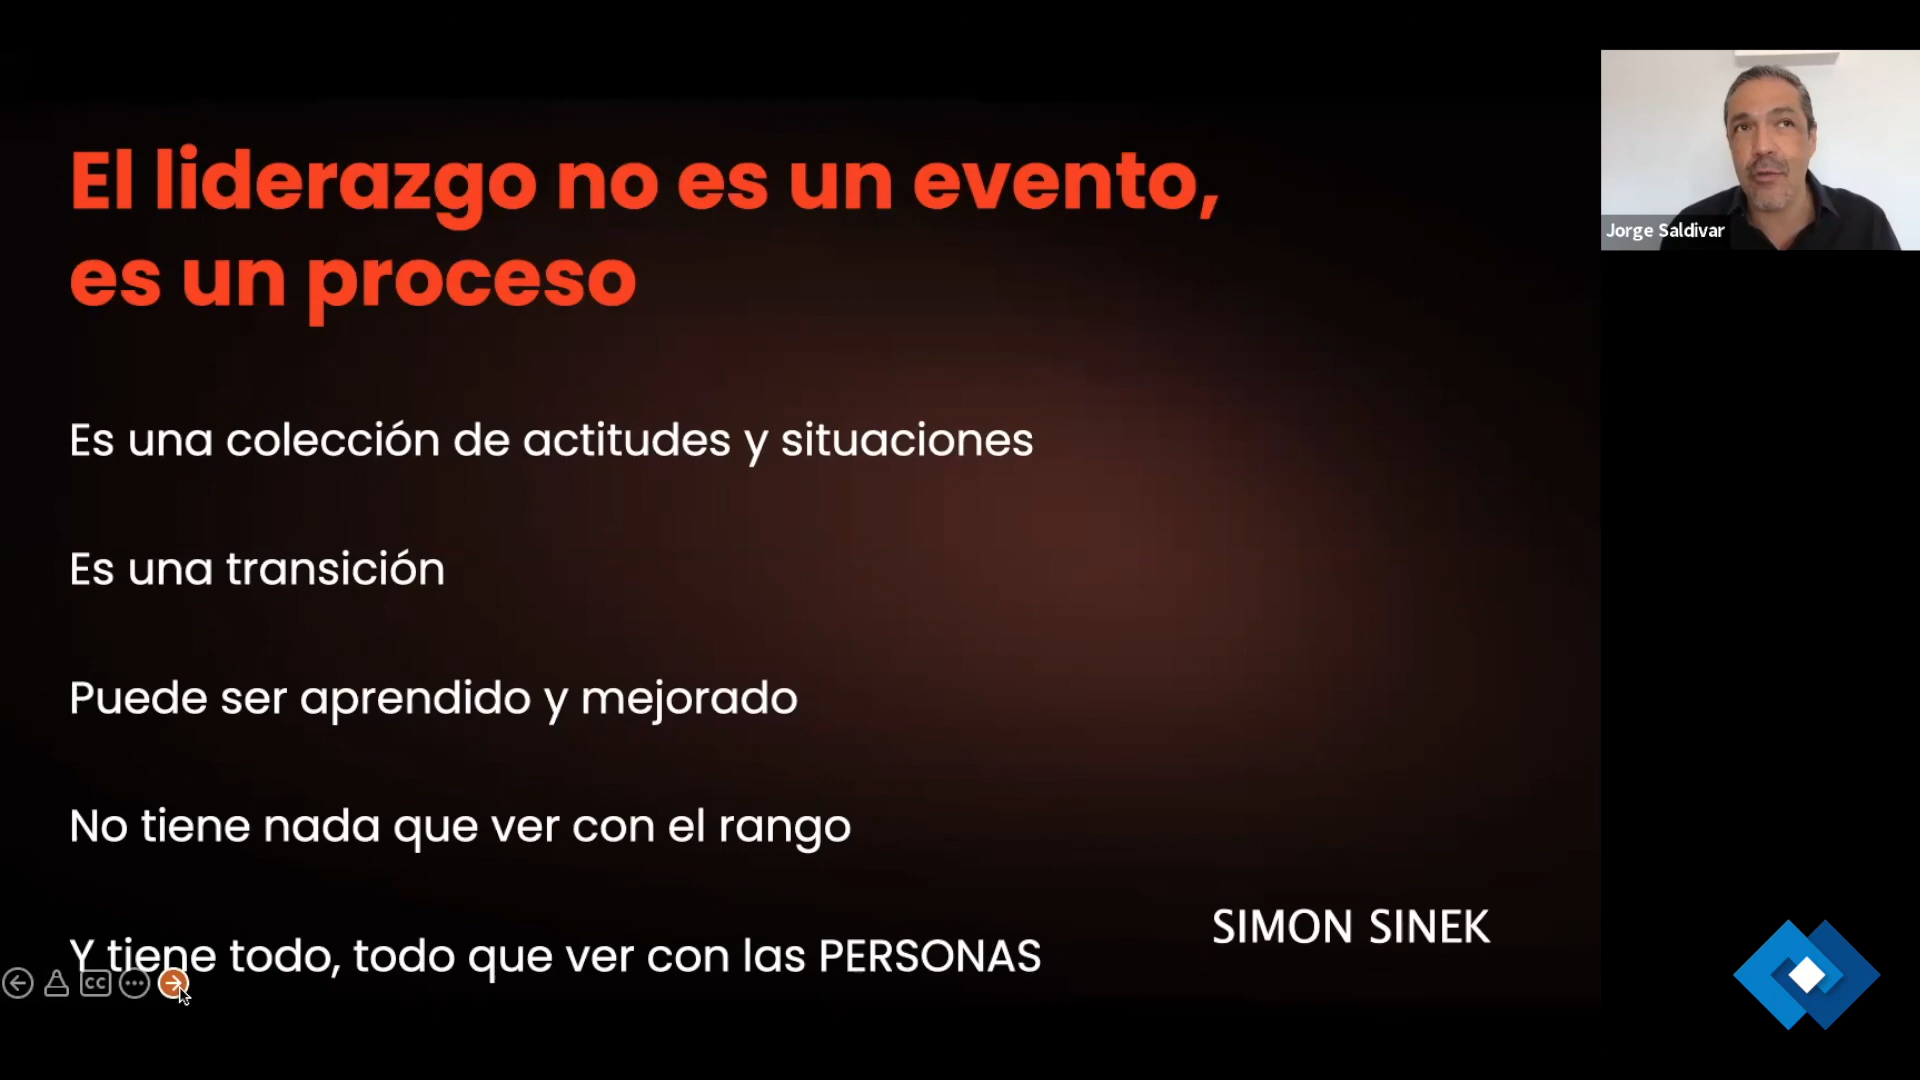 El liderazgo no es un evento,
es un proceso
Jorge Saldivar
Es una colección de actitudes y situaciones
Es una transición
Puede ser aprendido y mejorado
No tiene nada que ver con el rango
Y tiene todo, todo que ver con las PERSONAS
SIMON SINEK
CC